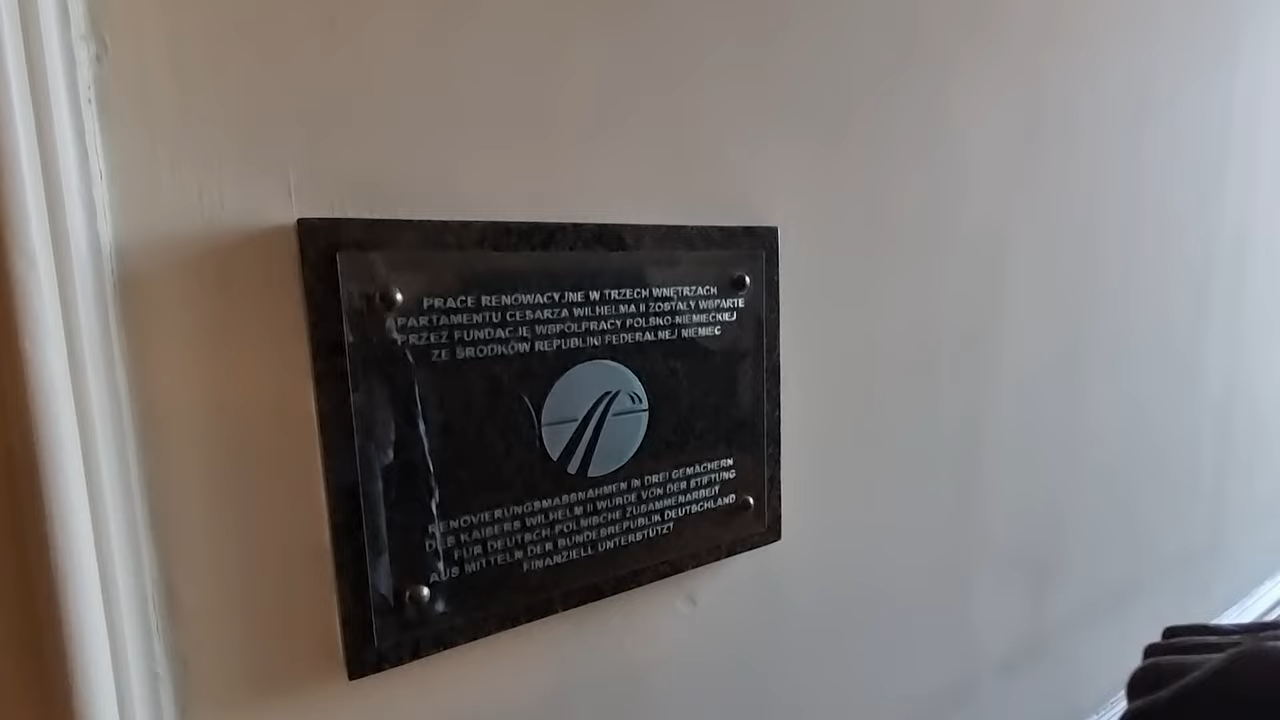 PRACE RENOWACYJNE W TRZECH WNĘTRZACH
APARTAMENTU CESARZA WILHELMA II ZOSTAŁY WSPARTE
PRZEZ FUNDACJĘ WSPÓŁPRACY POLSKO-NIEMIECKIEJ
ZE ŚRODKÓW REPUBLIKI FEDERALNEJ NIEMIEC
RENOVIERUNGSMASSNAHMEN IN DREI GEMÄCHERN
DES KAISERS WILHELM II WURDE VON DER STIFTUNG
FÜR DEUTSCH-POLNISCHE ZUSAMMENARBEIT
AUS MITTELN DER BUNDESREPUBLIK DEUTSCHLAND
FINANZIELL UNTERSTÜTZT